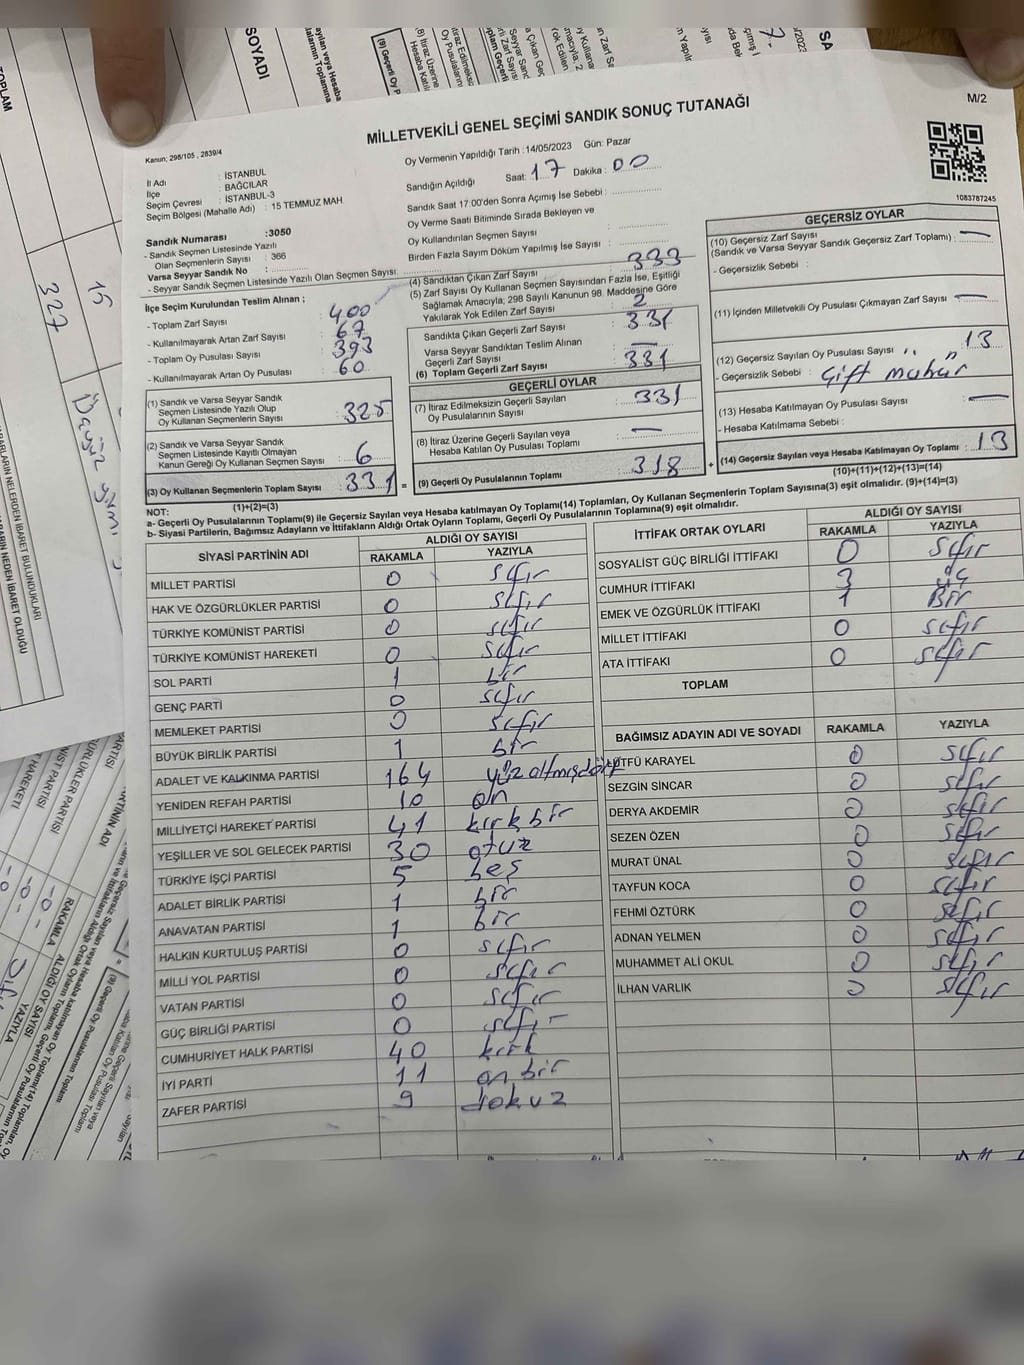 MİLLETVEKİLİ GENEL SEÇİMİ SANDIK SONUÇ TUTANAĞI
M/2
Kanun; 298/105 , 2839/4
Oy Vermenin Yapıldığı Tarih :14/05/2023 Gün: Pazar
İl Adı : İSTANBUL
İlçe : BAĞCILAR
Seçim Çevresi : İSTANBUL-3
Seçim Bölgesi (Mahalle Adı) : 15 TEMMUZ MAH
Sandığın Açıldığı Saat: 17 Dakika: 00
Sandık Saat 17:00'den Sonra Açımış İse Sebebi :
Oy Verme Saati Bitiminde Sırada Bekleyen ve
Oy Kullandırılan Seçmen Sayısı :
Birden Fazla Sayım Döküm Yapılmış İse Sayısı :
1083787245
Sandık Numarası :3050
- Sandık Seçmen Listesinde Yazılı
Olan Seçmenlerin Sayısı : 366
Varsa Seyyar Sandık No :
- Seyyar Sandık Seçmen Listesinde Yazılı Olan Seçmen Sayısı:
İlçe Seçim Kurulundan Teslim Alınan ;
- Toplam Zarf Sayısı : 400
- Kullanılmayarak Artan Zarf Sayısı : 67
- Toplam Oy Pusulası Sayısı : 393
- Kullanılmayarak Artan Oy Pusulası : 60
(1) Sandık ve Varsa Seyyar Sandık
Seçmen Listesinde Yazılı Olup
Oy Kullanan Seçmenlerin Sayısı : 325
(2) Sandık ve Varsa Seyyar Sandık
Seçmen Listesinde Kayıtlı Olmayan
Kanun Gereği Oy Kullanan Seçmen Sayısı : 6
(3) Oy Kullanan Seçmenlerin Toplam Sayısı : 331
(1)+(2)=(3)
(4) Sandıktan Çıkan Zarf Sayısı : 333
(5) Zarf Sayısı Oy Kullanan Seçmen Sayısından Fazla İse, Eşitliği
Sağlamak Amacıyla, 298 Sayılı Kanunun 98. Maddesine Göre
Yakılarak Yok Edilen Zarf Sayısı : 2
Sandıkta Çıkan Geçerli Zarf Sayısı : 331
Varsa Seyyar Sandıktan Teslim Alınan
Geçerli Zarf Sayısı : —
(6) Toplam Geçerli Zarf Sayısı : 331
GEÇERLİ OYLAR
(7) İtiraz Edilmeksizin Geçerli Sayılan
Oy Pusulalarının Sayısı : 331
(8) İtiraz Üzerine Geçerli Sayılan veya
Hesaba Katılan Oy Pusulası Toplamı : —
= (9) Geçerli Oy Pusulalarının Toplamı : 318 +
GEÇERSİZ OYLAR
(10) Geçersiz Zarf Sayısı : —
(Sandık ve Varsa Seyyar Sandık Geçersiz Zarf Toplamı)
- Geçersizlik Sebebi :
(11) İçinden Milletvekili Oy Pusulası Çıkmayan Zarf Sayısı : —
(12) Geçersiz Sayılan Oy Pusulası Sayısı : 13
- Geçersizlik Sebebi : Çift mühür
(13) Hesaba Katılmayan Oy Pusulası Sayısı : —
- Hesaba Katılmama Sebebi :
(14) Geçersiz Sayılan veya Hesaba Katılmayan Oy Toplamı : 13
(10)+(11)+(12)+(13)=(14)
NOT:
a- Geçerli Oy Pusulalarının Toplamı(9) ile Geçersiz Sayılan veya Hesaba katılmayan Oy Toplamı(14) Toplamları, Oy Kullanan Seçmenlerin Toplam Sayısına(3) eşit olmalıdır. (9)+(14)=(3)
b- Siyasi Partilerin, Bağımsız Adayların ve İttifakların Aldığı Ortak Oyların Toplamı, Geçerli Oy Pusulalarının Toplamına(9) eşit olmalıdır.
SİYASİ PARTİNİN ADI ALDIĞI OY SAYISI
RAKAMLA YAZIYLA
MİLLET PARTİSİ 0 sıfır
HAK VE ÖZGÜRLÜKLER PARTİSİ 0 sıfır
TÜRKİYE KOMÜNİST PARTİSİ 0 sıfır
TÜRKİYE KOMÜNİST HAREKETİ 0 sıfır
SOL PARTİ 1 bir
GENÇ PARTİ 0 sıfır
MEMLEKET PARTİSİ 0 sıfır
BÜYÜK BİRLİK PARTİSİ 1 bir
ADALET VE KALKINMA PARTİSİ 164 yüz altmışdört
YENİDEN REFAH PARTİSİ 10 on
MİLLİYETÇİ HAREKET PARTİSİ 41 kırk bir
YEŞİLLER VE SOL GELECEK PARTİSİ 30 otuz
TÜRKİYE İŞÇİ PARTİSİ 5 beş
ADALET BİRLİK PARTİSİ 1 bir
ANAVATAN PARTİSİ 1 bir
HALKIN KURTULUŞ PARTİSİ 0 sıfır
MİLLİ YOL PARTİSİ 0 sıfır
VATAN PARTİSİ 0 sıfır
GÜÇ BİRLİĞİ PARTİSİ 0 sıfır
CUMHURİYET HALK PARTİSİ 40 kırk
İYİ PARTİ 11 on bir
ZAFER PARTİSİ 9 dokuz
İTTİFAK ORTAK OYLARI ALDIĞI OY SAYISI
RAKAMLA YAZIYLA
SOSYALİST GÜÇ BİRLİĞİ İTTİFAKI 0 sıfır
CUMHUR İTTİFAKI 3 üç
EMEK VE ÖZGÜRLÜK İTTİFAKI 1 Bir
MİLLET İTTİFAKI 0 sıfır
ATA İTTİFAKI 0 sıfır
TOPLAM
BAĞIMSIZ ADAYIN ADI VE SOYADI RAKAMLA YAZIYLA
LÜTFÜ KARAYEL 0 sıfır
SEZGİN SİNCAR 0 sıfır
DERYA AKDEMİR 0 sıfır
SEZEN ÖZEN 0 sıfır
MURAT ÜNAL 0 sıfır
TAYFUN KOCA 0 sıfır
FEHMİ ÖZTÜRK 0 sıfır
ADNAN YELMEN 0 sıfır
MUHAMMET ALİ OKUL 0 sıfır
İLHAN VARLIK 0 sıfır
TOPLAM
15
327
SOYADI